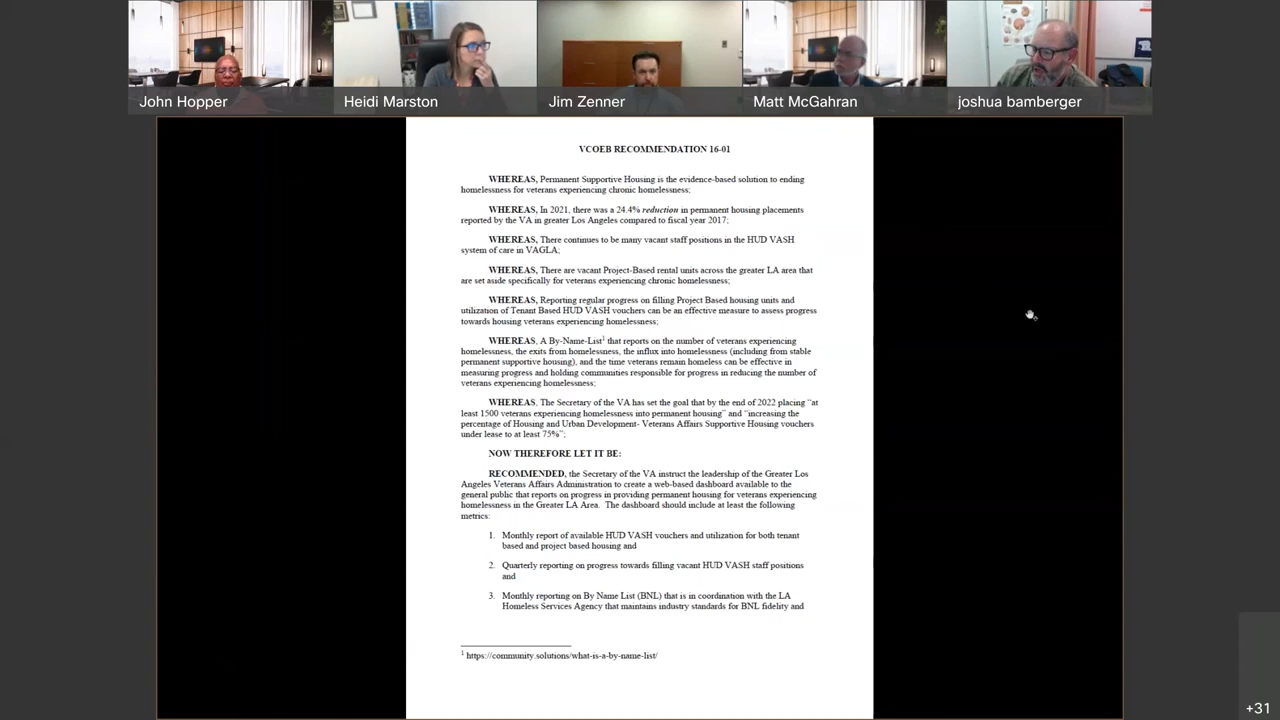 John Hopper
Heidi Marston
Jim Zenner
Matt McGahran
joshua bamberger
VCOEB RECOMMENDATION 16-01
WHEREAS, Permanent Supportive Housing is the evidence-based solution to ending
homelessness for veterans experiencing chronic homelessness;
WHEREAS, In 2021, there was a 24.4% reduction in permanent housing placements
reported by the VA in greater Los Angeles compared to fiscal year 2017;
WHEREAS, There continues to be many vacant staff positions in the HUD VASH
system of care in VAGLA;
WHEREAS, There are vacant Project-Based rental units across the greater LA area that
are set aside specifically for veterans experiencing chronic homelessness;
WHEREAS, Reporting regular progress on filling Project Based housing units and
utilization of Tenant Based HUD VASH vouchers can be an effective measure to assess progress
towards housing veterans experiencing homelessness;
WHEREAS, A By-Name-List1 that reports on the number of veterans experiencing
homelessness, the exits from homelessness, the influx into homelessness (including from stable
permanent supportive housing), and the time veterans remain homeless can be effective in
measuring progress and holding communities responsible for progress in reducing the number of
veterans experiencing homelessness;
WHEREAS, The Secretary of the VA has set the goal that by the end of 2022 placing “at
least 1500 veterans experiencing homelessness into permanent housing” and “increasing the
percentage of Housing and Urban Development- Veterans Affairs Supportive Housing vouchers
under lease to at least 75%”;
NOW THEREFORE LET IT BE:
RECOMMENDED, the Secretary of the VA instruct the leadership of the Greater Los
Angeles Veterans Affairs Administration to create a web-based dashboard available to the
general public that reports on progress in providing permanent housing for veterans experiencing
homelessness in the Greater LA Area. The dashboard should include at least the following
metrics:
1. Monthly report of available HUD VASH vouchers and utilization for both tenant
based and project based housing and
2. Quarterly reporting on progress towards filling vacant HUD VASH staff positions
and
3. Monthly reporting on By Name List (BNL) that is in coordination with the LA
Homeless Services Agency that maintains industry standards for BNL fidelity and
1 https://community.solutions/what-is-a-by-name-list/
+31